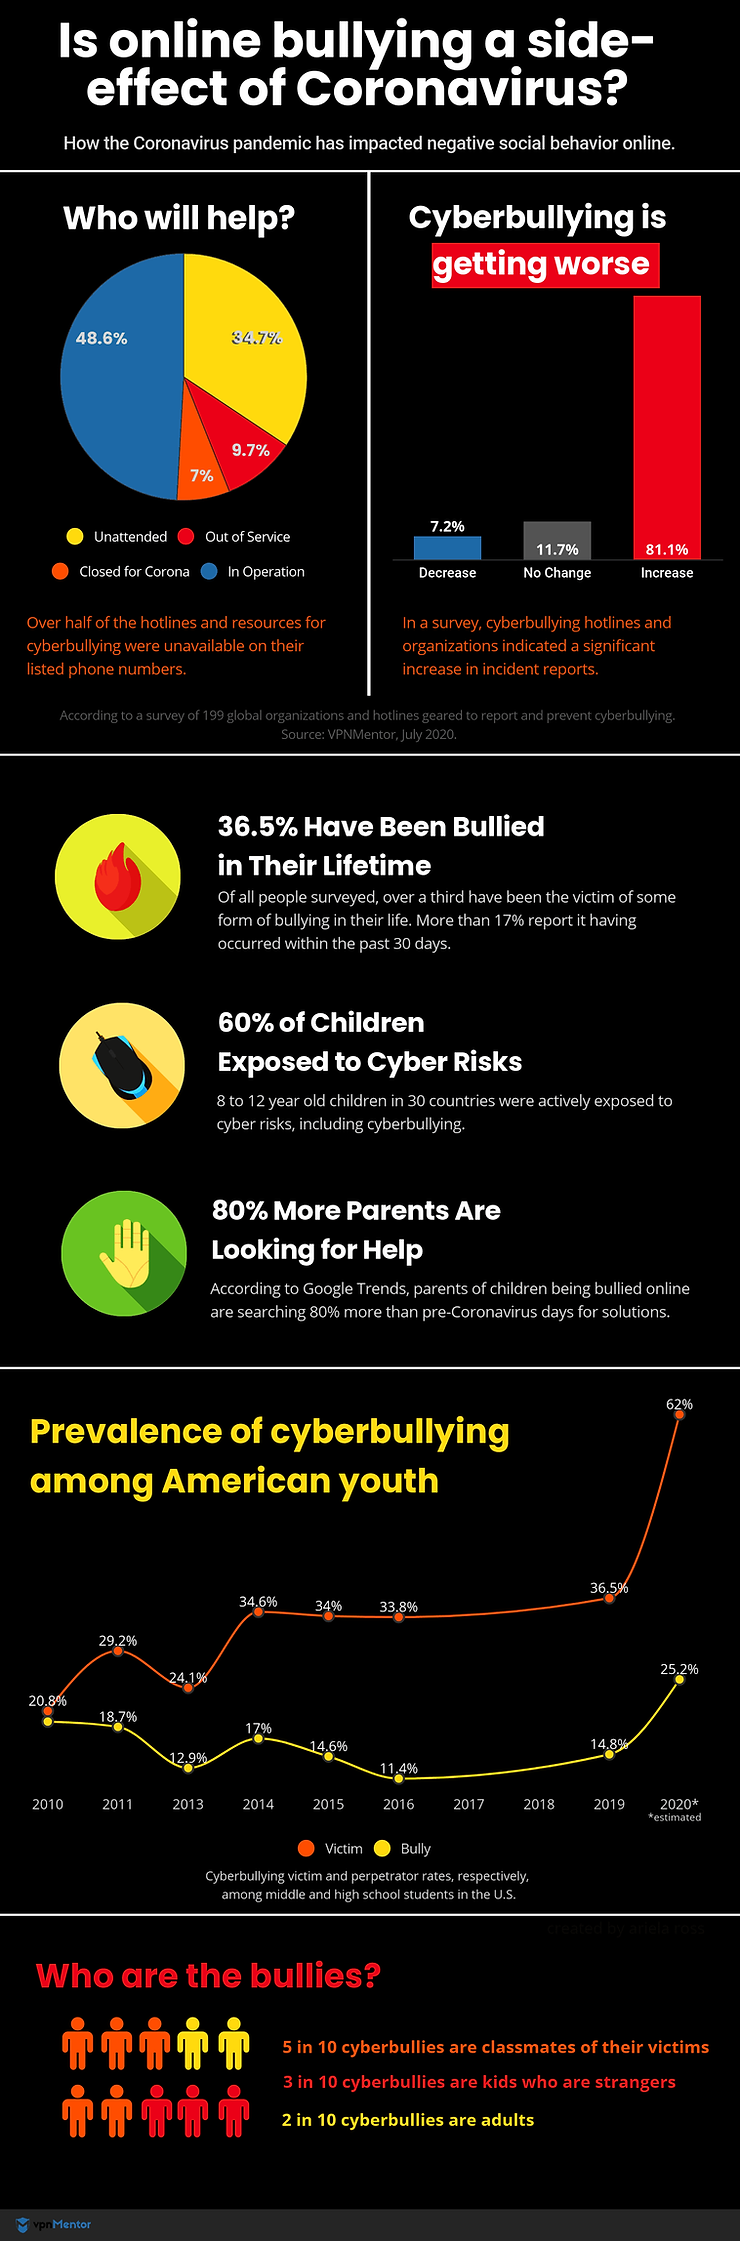 Is online bullying a side-
effect of Coronavirus?
How the Coronavirus pandemic has impacted negative social behavior online.
Who will help?
48.6%
34.7%
9.7%
7%
Unattended
Out of Service
Closed for Corona
In Operation
Over half of the hotlines and resources for
cyberbullying were unavailable on their
listed phone numbers.
Cyberbullying is
getting worse
7.2%
11.7%
81.1%
Decrease
No Change
Increase
In a survey, cyberbullying hotlines and
organizations indicated a significant
increase in incident reports.
According to a survey of 199 global organizations and hotlines geared to report and prevent cyberbullying.
Source: VPNMentor, July 2020.
36.5% Have Been Bullied
in Their Lifetime
Of all people surveyed, over a third have been the victim of some
form of bullying in their life. More than 17% report it having
occurred within the past 30 days.
60% of Children
Exposed to Cyber Risks
8 to 12 year old children in 30 countries were actively exposed to
cyber risks, including cyberbullying.
80% More Parents Are
Looking for Help
According to Google Trends, parents of children being bullied online
are searching 80% more than pre-Coronavirus days for solutions.
Prevalence of cyberbullying
among American youth
62%
34.6%
34%
33.8%
36.5%
29.2%
24.1%
20.8%
25.2%
18.7%
12.9%
17%
14.6%
11.4%
14.8%
2010 2011 2013 2014 2015 2016 2017 2018 2019 2020*
*estimated
Victim
Bully
Cyberbullying victim and perpetrator rates, respectively,
among middle and high school students in the U.S.
created by ariela ross
Who are the bullies?
5 in 10 cyberbullies are classmates of their victims
3 in 10 cyberbullies are kids who are strangers
2 in 10 cyberbullies are adults
vpnMentor